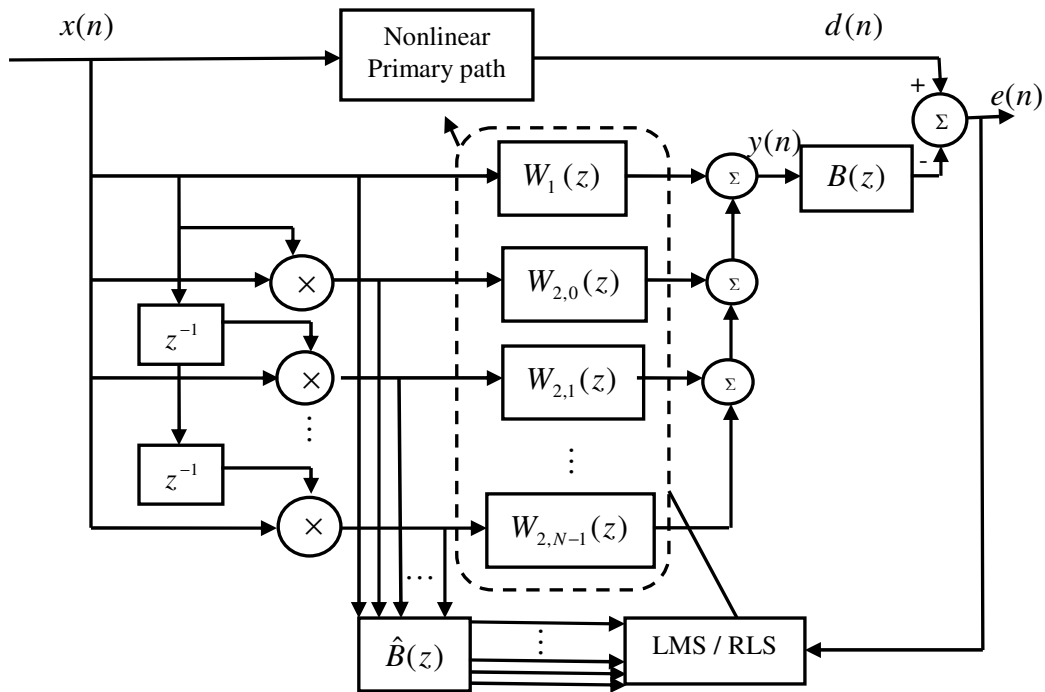 x(n)
Nonlinear
Primary path
d(n)
+
Σ
e(n)
-
W₁(z)
Σ
y(n)
B(z)
×
W₂,₀(z)
Σ
z⁻¹
×
W₂,₁(z)
Σ
⋮
z⁻¹
⋮
×
W₂,N₋₁(z)
…
B̂(z)
⋮
LMS / RLS